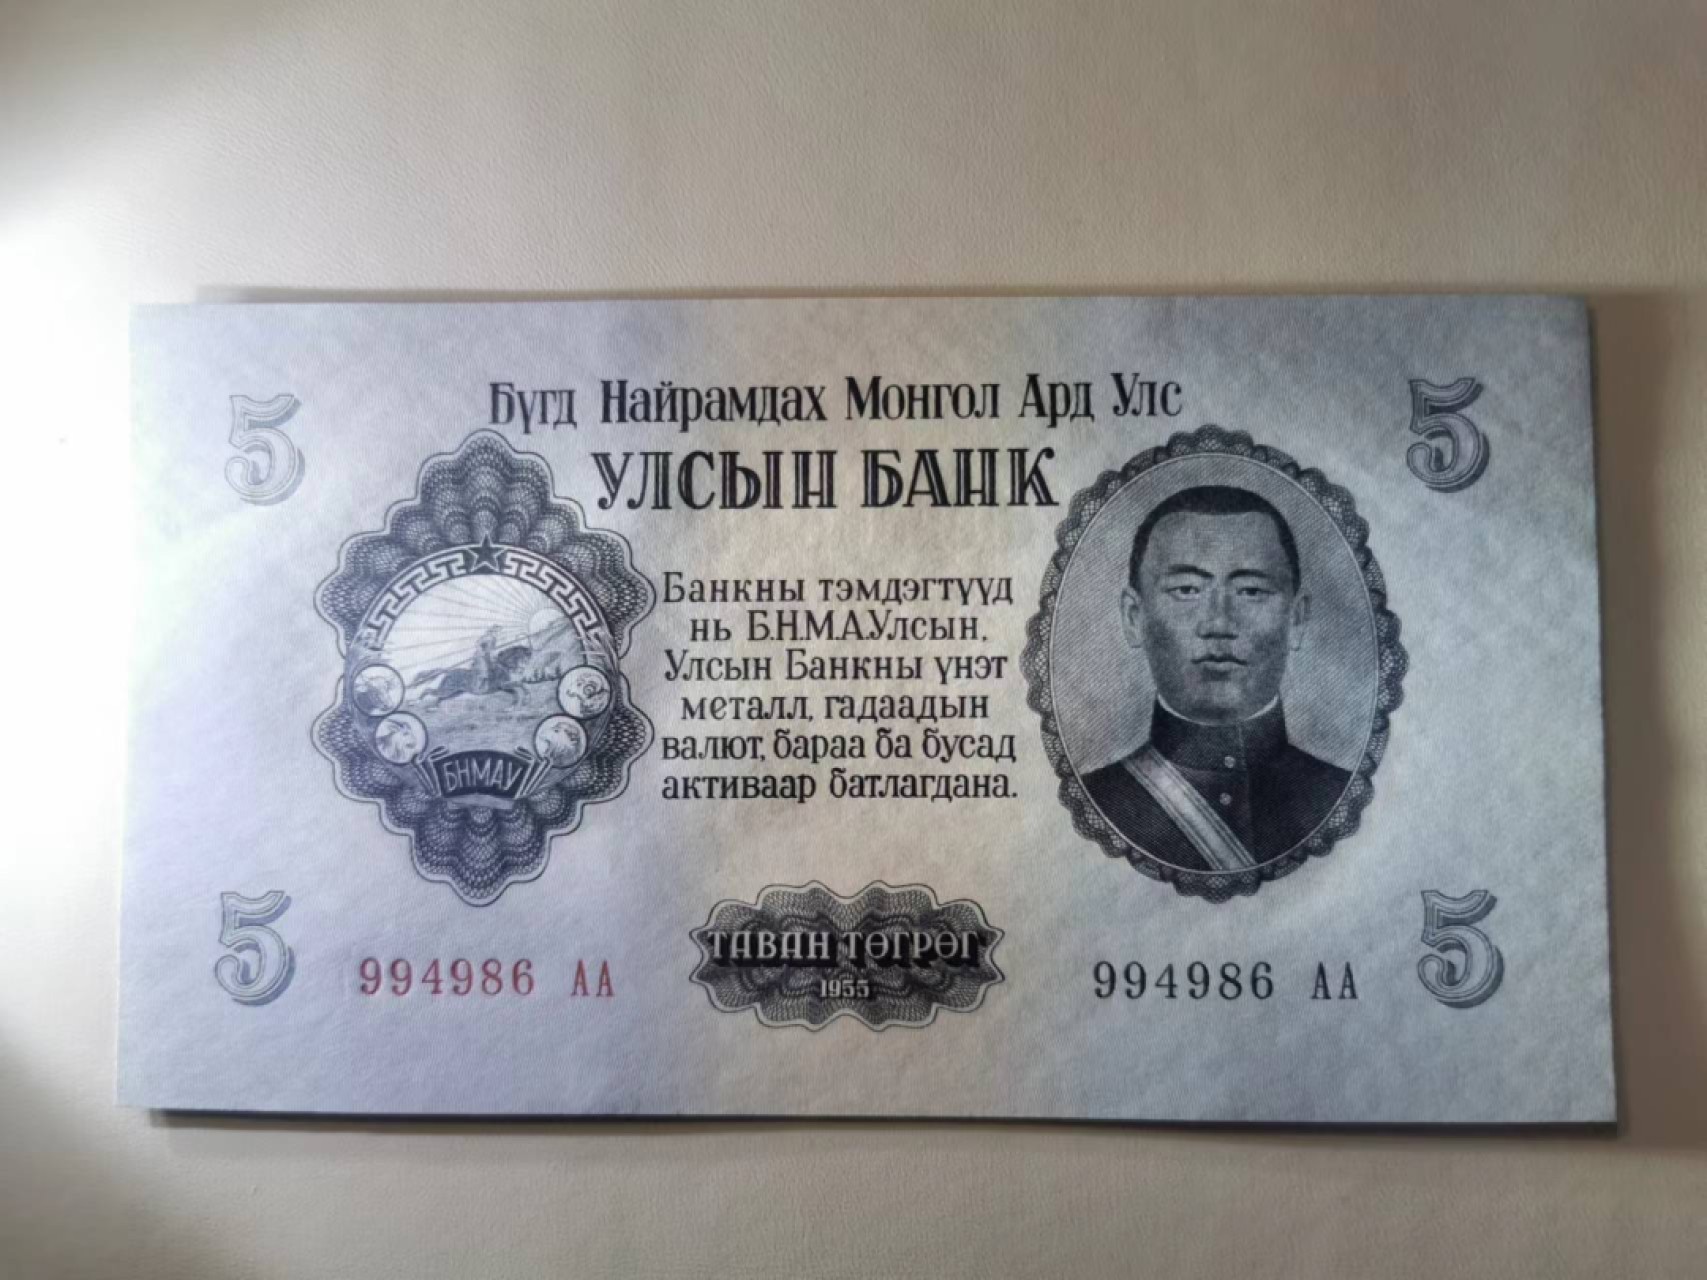 Бүгд Найрамдах Монгол Ард Улс
УЛСЫН БАНК
5
5
Банкны тэмдэгтүүд
нь Б.Н.М.А.Улсын,
Улсын Банкны үнэт
металл, гадаадын
валют, бараа ба бусад
активаар батлагдана.
БНМАУ
ТАВАН ТӨГРӨГ
1955
5
994986 АА
994986 АА
5